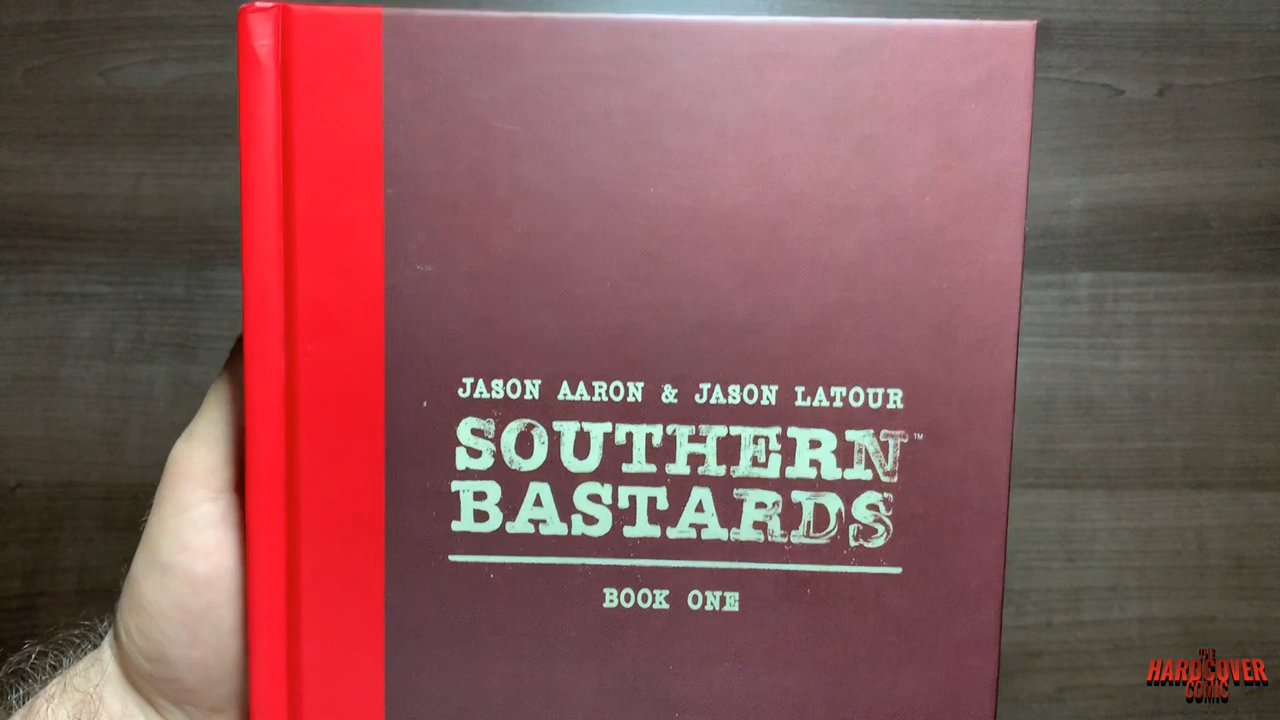 JASON AARON & JASON LATOUR
SOUTHERN™
BASTARDS
BOOK ONE
THE
HARDCOVER
COMIC